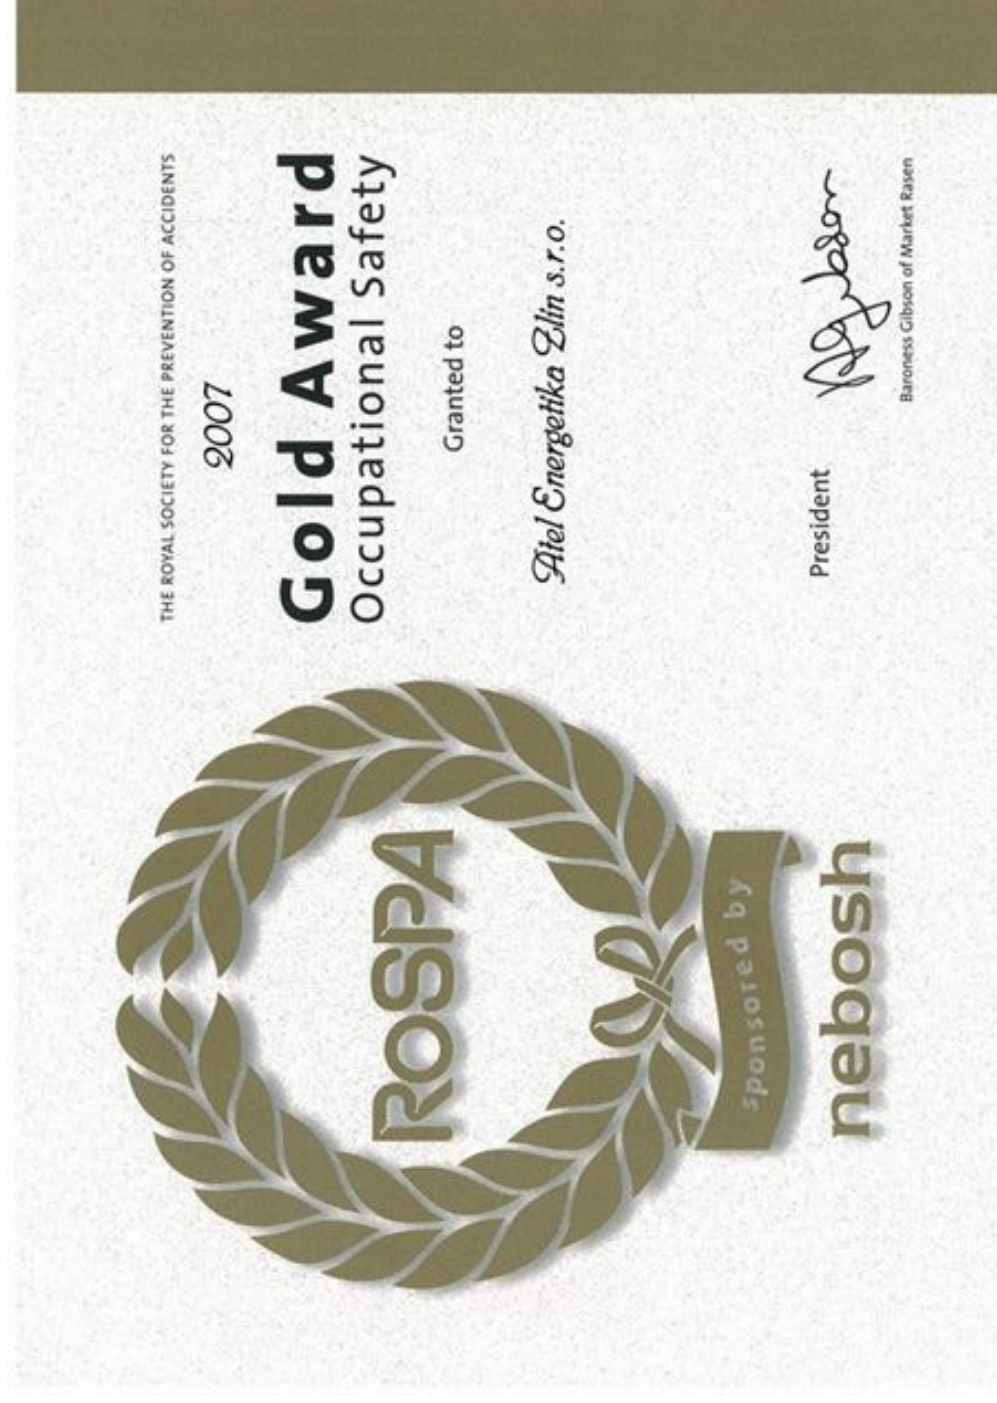 ROSPA
sponsored by
nebosh
THE ROYAL SOCIETY FOR THE PREVENTION OF ACCIDENTS
2007
Gold Award
Occupational Safety
Granted to
Atel Energetika Zlín s.r.o.
President
Baroness Gibson of Market Rasen